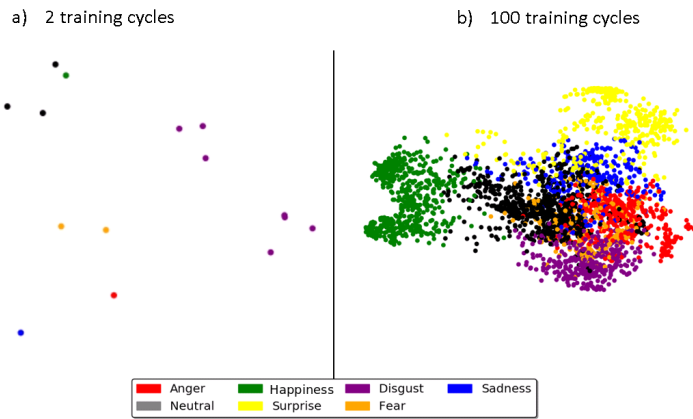 a) 2 training cycles
b) 100 training cycles
Anger Happiness Disgust Sadness
Neutral Surprise Fear